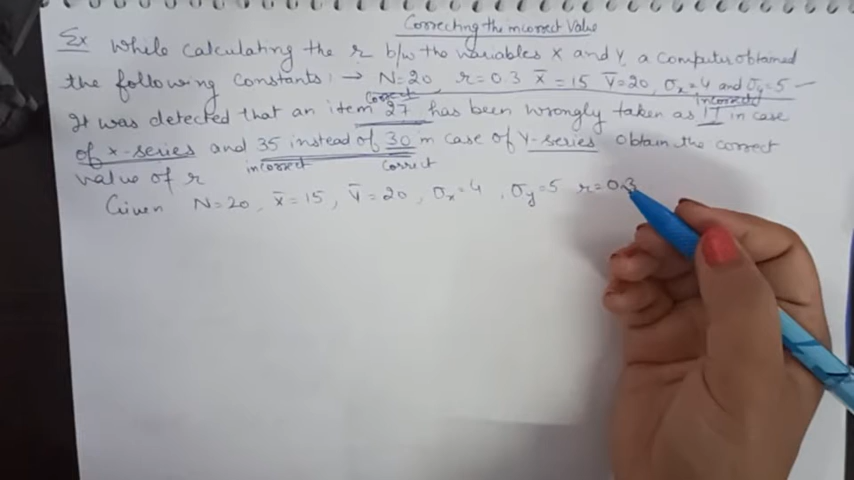 Correcting the incorrect Value
Ex While calculating the r b/w the variables X and Y, a computer obtained
the following constants: → N=20 r=0.3 X̅=15 Y̅=20, σx=4 and σy=5
correct incorrect
It was detected that an item 27 has been wrongly taken as 17 in case
of x-series and 35 instead of 30 in case of Y-series obtain the correct
incorrect correct
value of r
Given N=20, x̅=15, Y̅=20, σx=4, σy=5 r=0.3